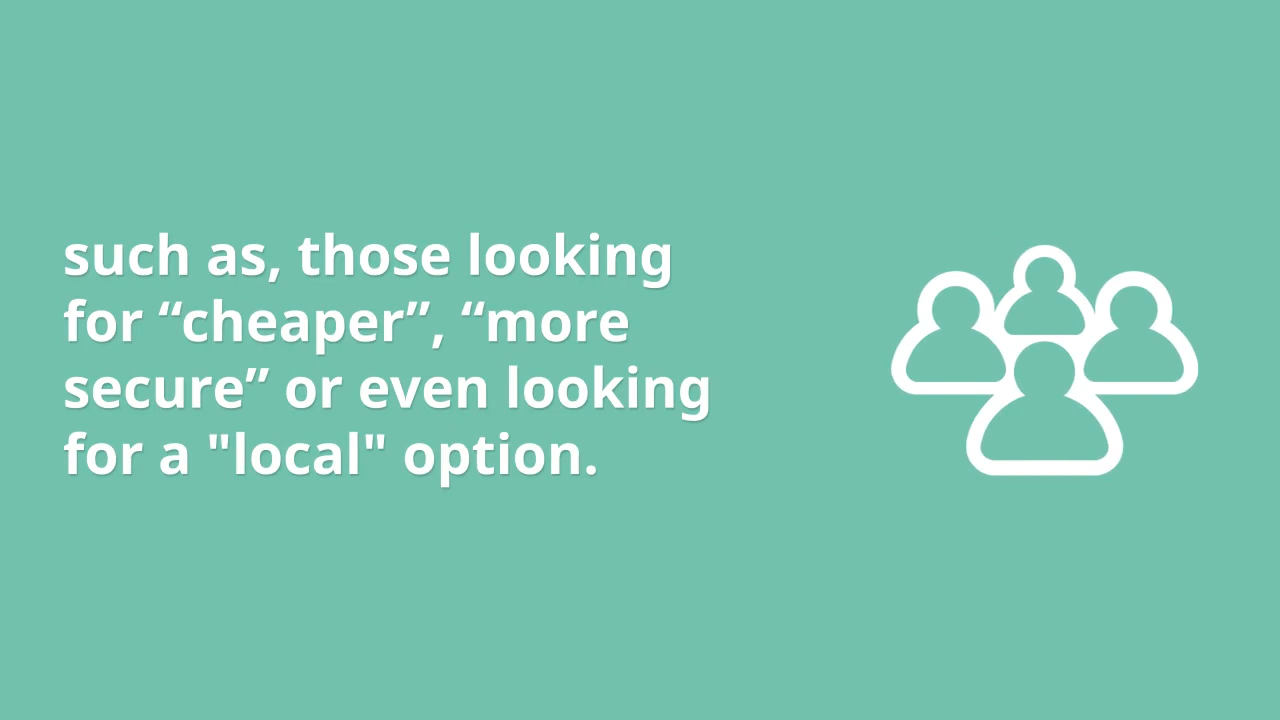 such as, those looking
for “cheaper”, “more
secure” or even looking
for a "local" option.